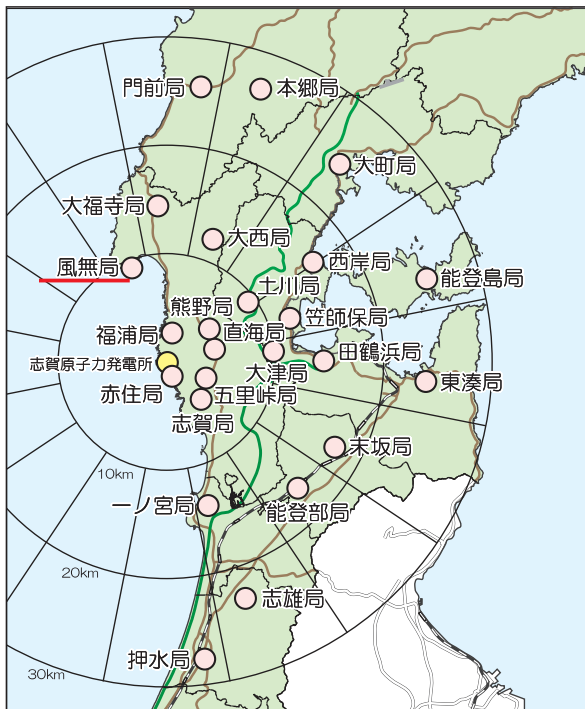 門前局
本郷局
大町局
大福寺局
大西局
西岸局
風無局
能登島局
土川局
熊野局
笠師保局
福浦局
直海局
志賀原子力発電所
大津局
田鶴浜局
赤住局
五里峠局
東湊局
志賀局
末坂局
10km
一ノ宮局
能登部局
20km
志雄局
押水局
30km